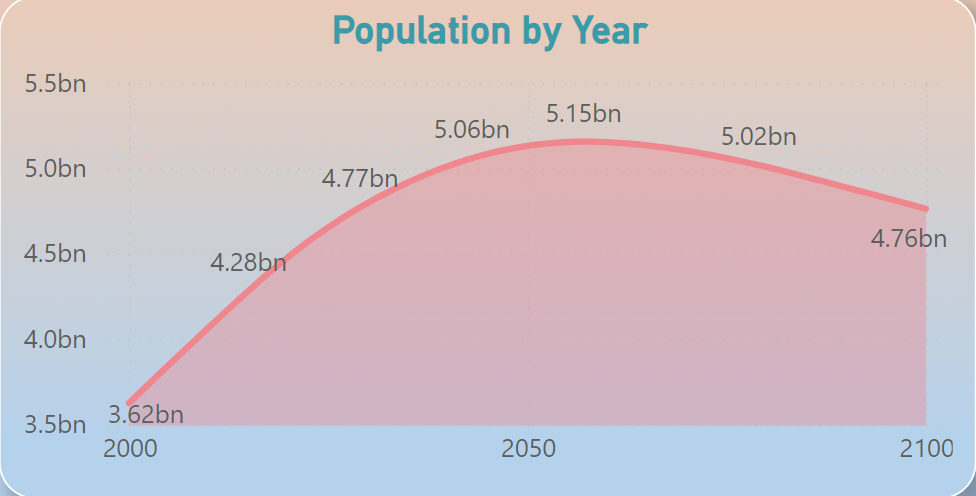 Population by Year
5.5bn
5.0bn
4.5bn
4.0bn
3.5bn
3.62bn
4.28bn
4.77bn
5.06bn
5.15bn
5.02bn
4.76bn
2000
2050
2100